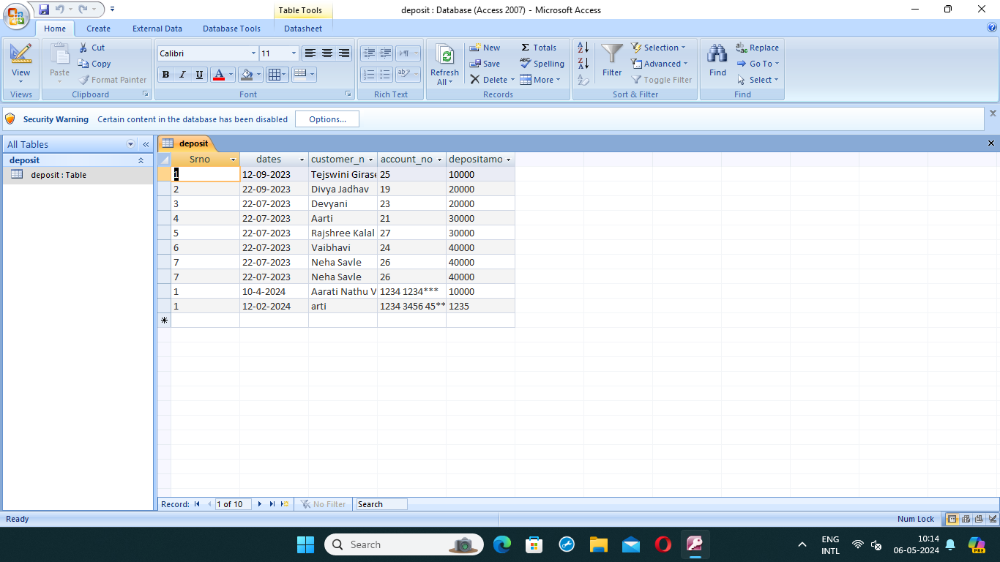 Table Tools
deposit : Database (Access 2007) - Microsoft Access
Home Create External Data Database Tools Datasheet
View
Views
Paste
Cut
Copy
Format Painter
Clipboard
Calibri 11
B I U A
Font
Rich Text
Refresh All
New
Save
Delete
Totals
Spelling
More
Records
Filter
Selection
Advanced
Toggle Filter
Sort & Filter
Find
Replace
Go To
Select
Find
Security Warning Certain content in the database has been disabled Options...
All Tables
deposit
deposit : Table
deposit
Srno dates customer_n account_no depositamo
1 12-09-2023 Tejswini Girase 25 10000
2 22-09-2023 Divya Jadhav 19 20000
3 22-07-2023 Devyani 23 20000
4 22-07-2023 Aarti 21 30000
5 22-07-2023 Rajshree Kalal 27 30000
6 22-07-2023 Vaibhavi 24 40000
7 22-07-2023 Neha Savle 26 40000
7 22-07-2023 Neha Savle 26 40000
1 10-4-2024 Aarati Nathu V 1234 1234*** 10000
1 12-02-2024 arti 1234 3456 45** 1235
Record: 1 of 10 No Filter Search
Ready Num Lock
Search
ENG
INTL
10:14
06-05-2024
PRE